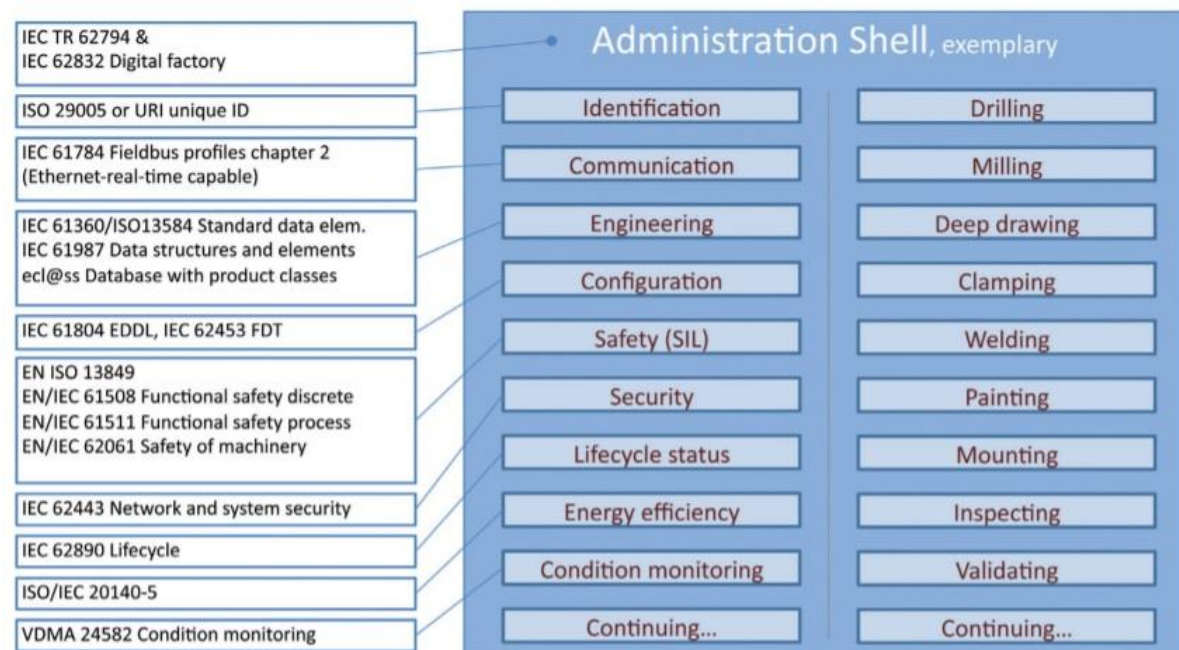 IEC TR 62794 &
IEC 62832 Digital factory
ISO 29005 or URI unique ID
IEC 61784 Fieldbus profiles chapter 2
(Ethernet-real-time capable)
IEC 61360/ISO13584 Standard data elem.
IEC 61987 Data structures and elements
ecl@ss Database with product classes
IEC 61804 EDDL, IEC 62453 FDT
EN ISO 13849
EN/IEC 61508 Functional safety discrete
EN/IEC 61511 Functional safety process
EN/IEC 62061 Safety of machinery
IEC 62443 Network and system security
IEC 62890 Lifecycle
ISO/IEC 20140-5
VDMA 24582 Condition monitoring
Administration Shell, exemplary
Identification
Communication
Engineering
Configuration
Safety (SIL)
Security
Lifecycle status
Energy efficiency
Condition monitoring
Continuing...
Drilling
Milling
Deep drawing
Clamping
Welding
Painting
Mounting
Inspecting
Validating
Continuing...